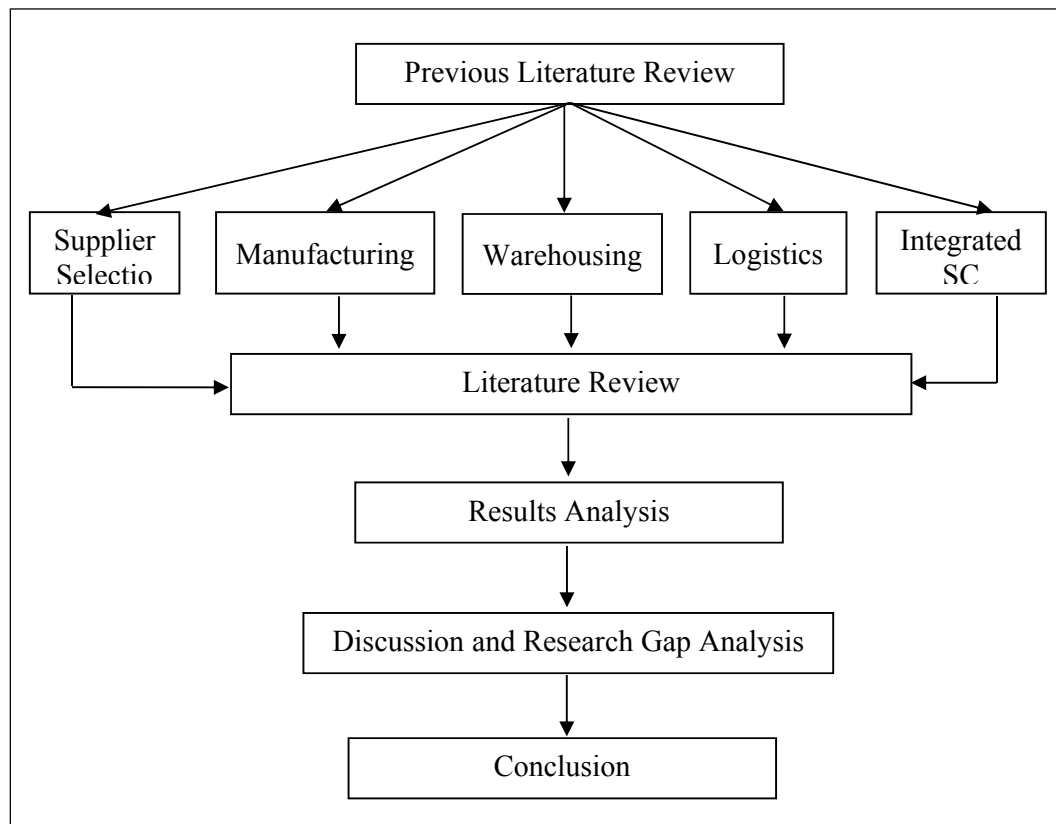 Previous Literature Review
Supplier
Selectio
Manufacturing
Warehousing
Logistics
Integrated
SC
Literature Review
Results Analysis
Discussion and Research Gap Analysis
Conclusion